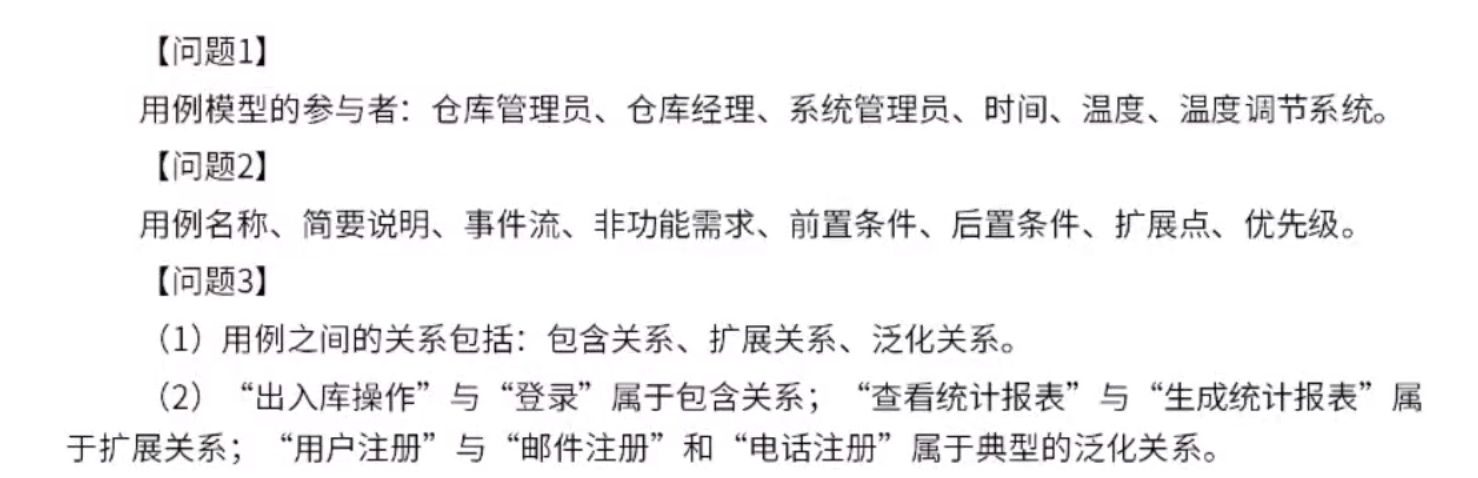 【问题1】
用例模型的参与者：仓库管理员、仓库经理、系统管理员、时间、温度、温度调节系统。
【问题2】
用例名称、简要说明、事件流、非功能需求、前置条件、后置条件、扩展点、优先级。
【问题3】
（1）用例之间的关系包括：包含关系、扩展关系、泛化关系。
（2）“出入库操作”与“登录”属于包含关系；“查看统计报表”与“生成统计报表”属
于扩展关系；“用户注册”与“邮件注册”和“电话注册”属于典型的泛化关系。